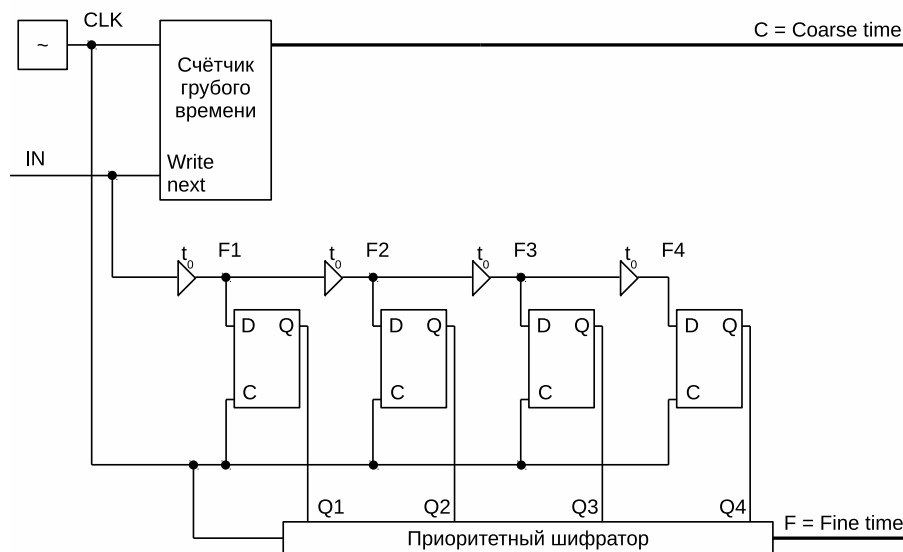 CLK
~
C = Coarse time
Счётчик
грубого
времени
IN
Write
next
t0 F1 t0 F2 t0 F3 t0 F4
D Q D Q D Q D Q
C C C C
Q1 Q2 Q3 Q4
F = Fine time
Приоритетный шифратор